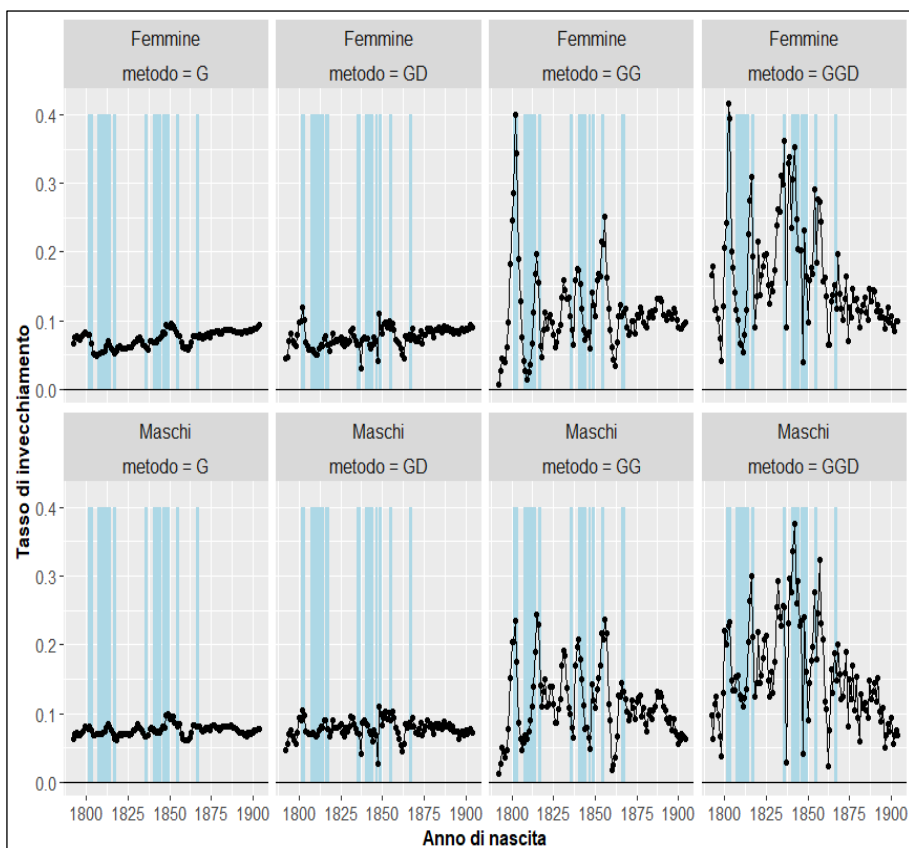 Femmine
metodo = G
Femmine
metodo = GD
Femmine
metodo = GG
Femmine
metodo = GGD
0.4
0.3
0.2
0.1
0.0
Tasso di invecchiamento
Maschi
metodo = G
Maschi
metodo = GD
Maschi
metodo = GG
Maschi
metodo = GGD
0.4
0.3
0.2
0.1
0.0
1800 1825 1850 1875 1900 1800 1825 1850 1875 1900 1800 1825 1850 1875 1900 1800 1825 1850 1875 1900
Anno di nascita